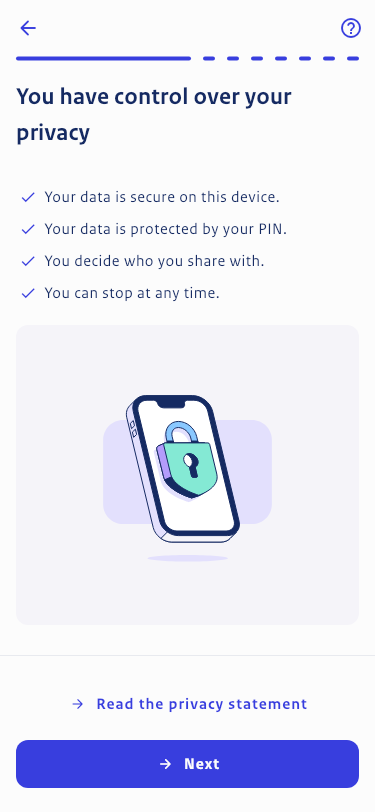 You have control over your
privacy
Your data is secure on this device.
Your data is protected by your PIN.
You decide who you share with.
You can stop at any time.
Read the privacy statement
Next